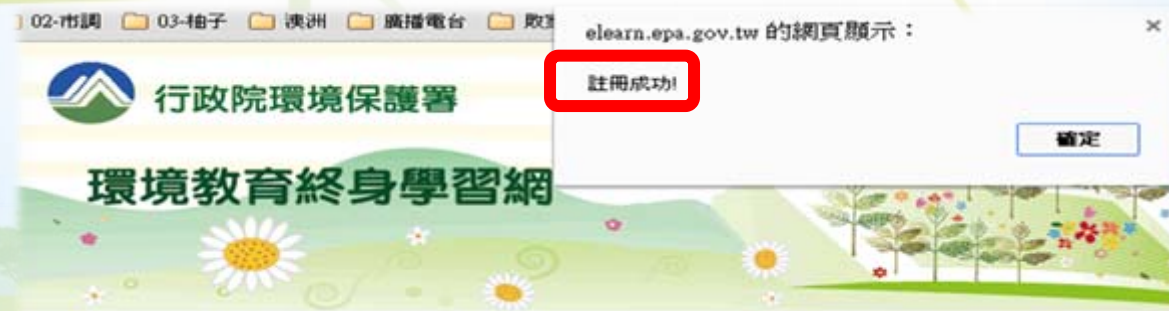 02-市調 03-柚子 澳洲 廣播電台
elearn.epa.gov.tw 的網頁顯示：
×
註冊成功!
確定
行政院環境保護署
環境教育終身學習網